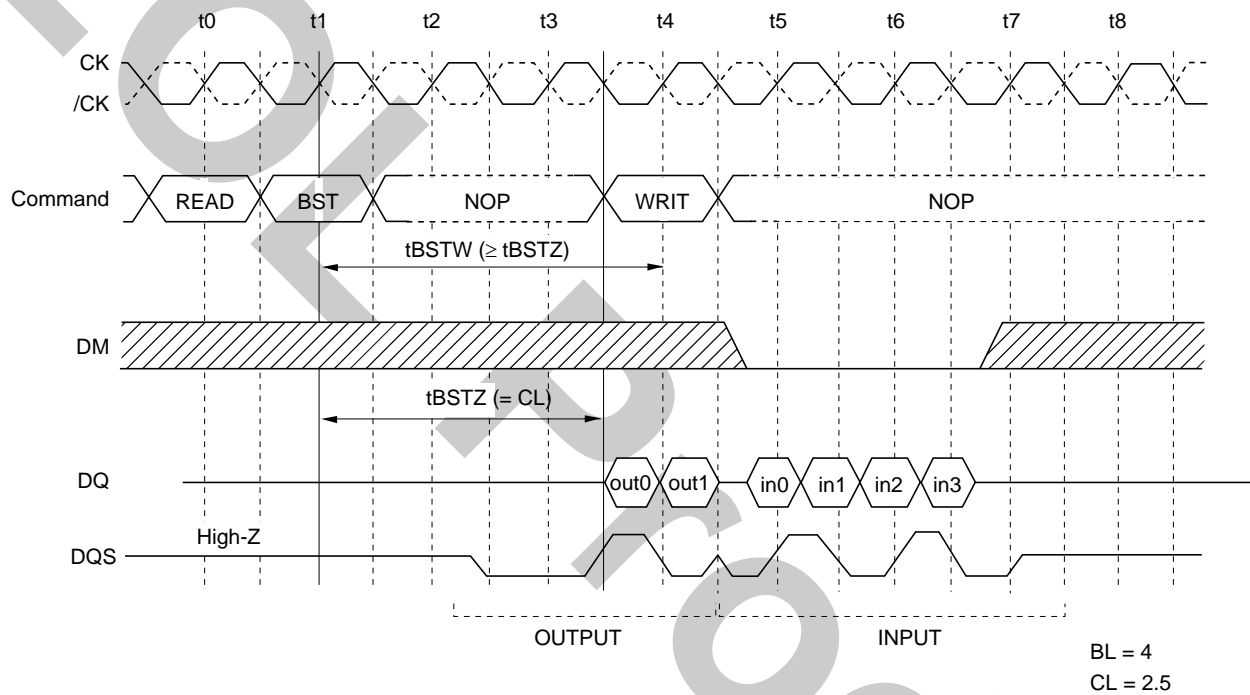 t0 t1 t2 t3 t4 t5 t6 t7 t8
CK
/CK
Command READ BST NOP WRIT NOP
tBSTW (≥ tBSTZ)
DM
tBSTZ (= CL)
DQ out0 out1 in0 in1 in2 in3
High-Z
DQS
OUTPUT INPUT
BL = 4
CL = 2.5